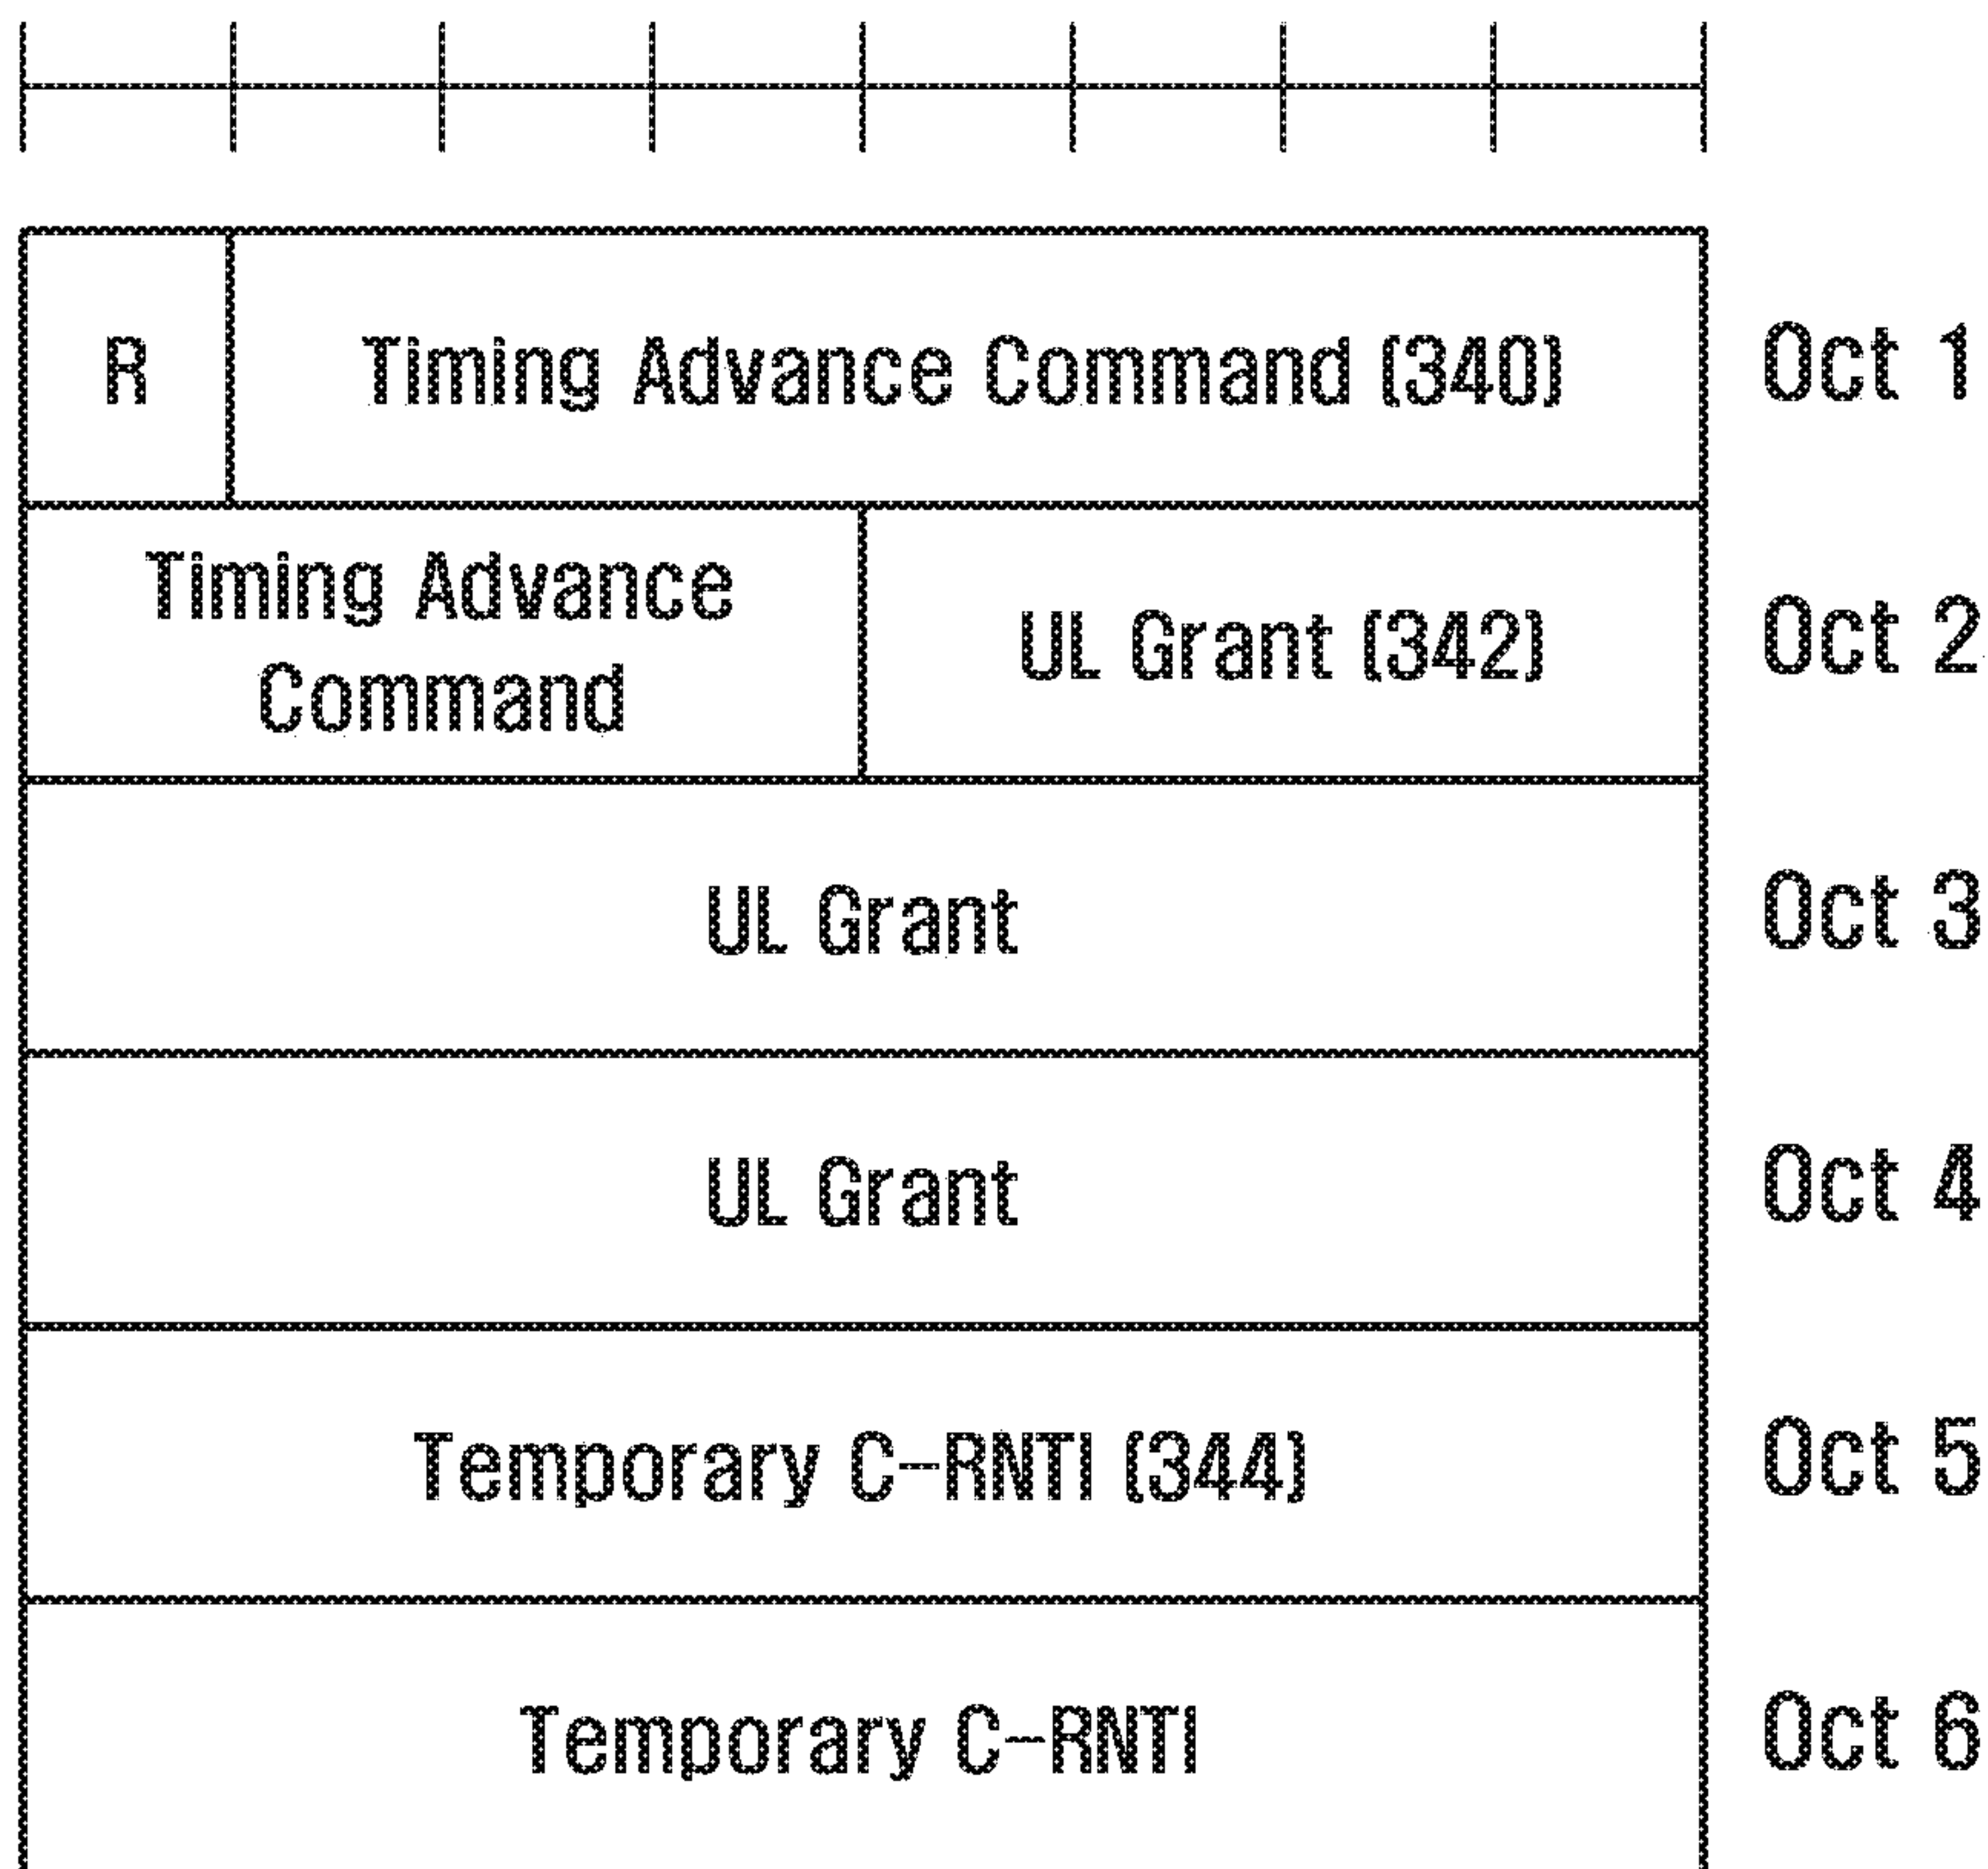 R Timing Advance Command (340) Oct 1
Timing Advance
Command
UL Grant (342) Oct 2
UL Grant Oct 3
UL Grant Oct 4
Temporary C-RNTI (344) Oct 5
Temporary C-RNTI Oct 6